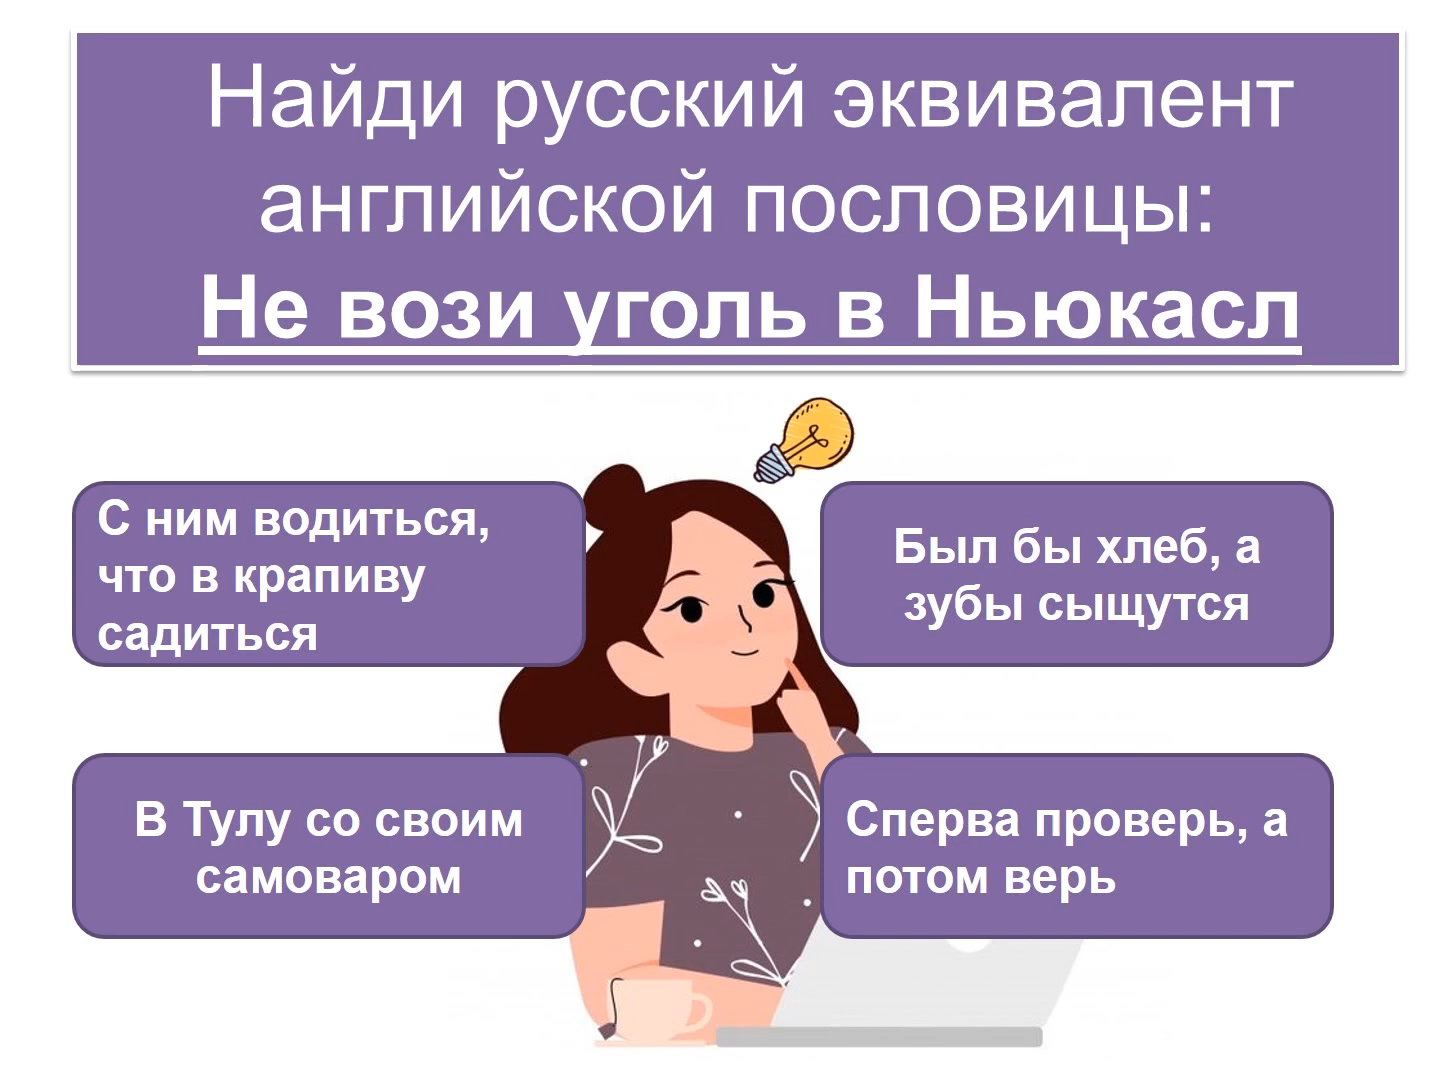 Найди русский эквивалент
английской пословицы:
Не вози уголь в Ньюкасл
С ним водиться,
что в крапиву
садиться
Был бы хлеб, а
зубы сыщутся
В Тулу со своим
самоваром
Сперва проверь, а
потом верь